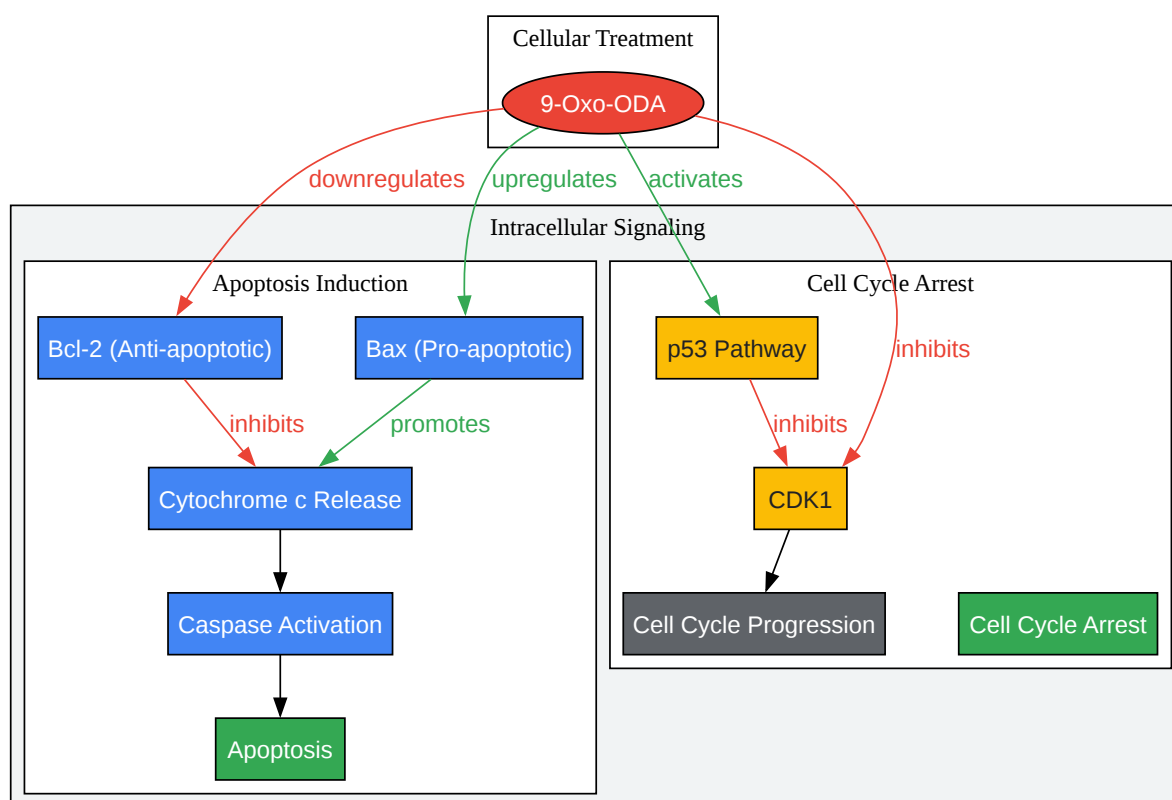 Cellular Treatment
9-Oxo-ODA
downregulates
upregulates
activates
Intracellular Signaling
Apoptosis Induction
Cell Cycle Arrest
Bcl-2 (Anti-apoptotic)
Bax (Pro-apoptotic)
p53 Pathway
inhibits
inhibits
promotes
inhibits
Cytochrome c Release
CDK1
Caspase Activation
Cell Cycle Progression
Cell Cycle Arrest
Apoptosis